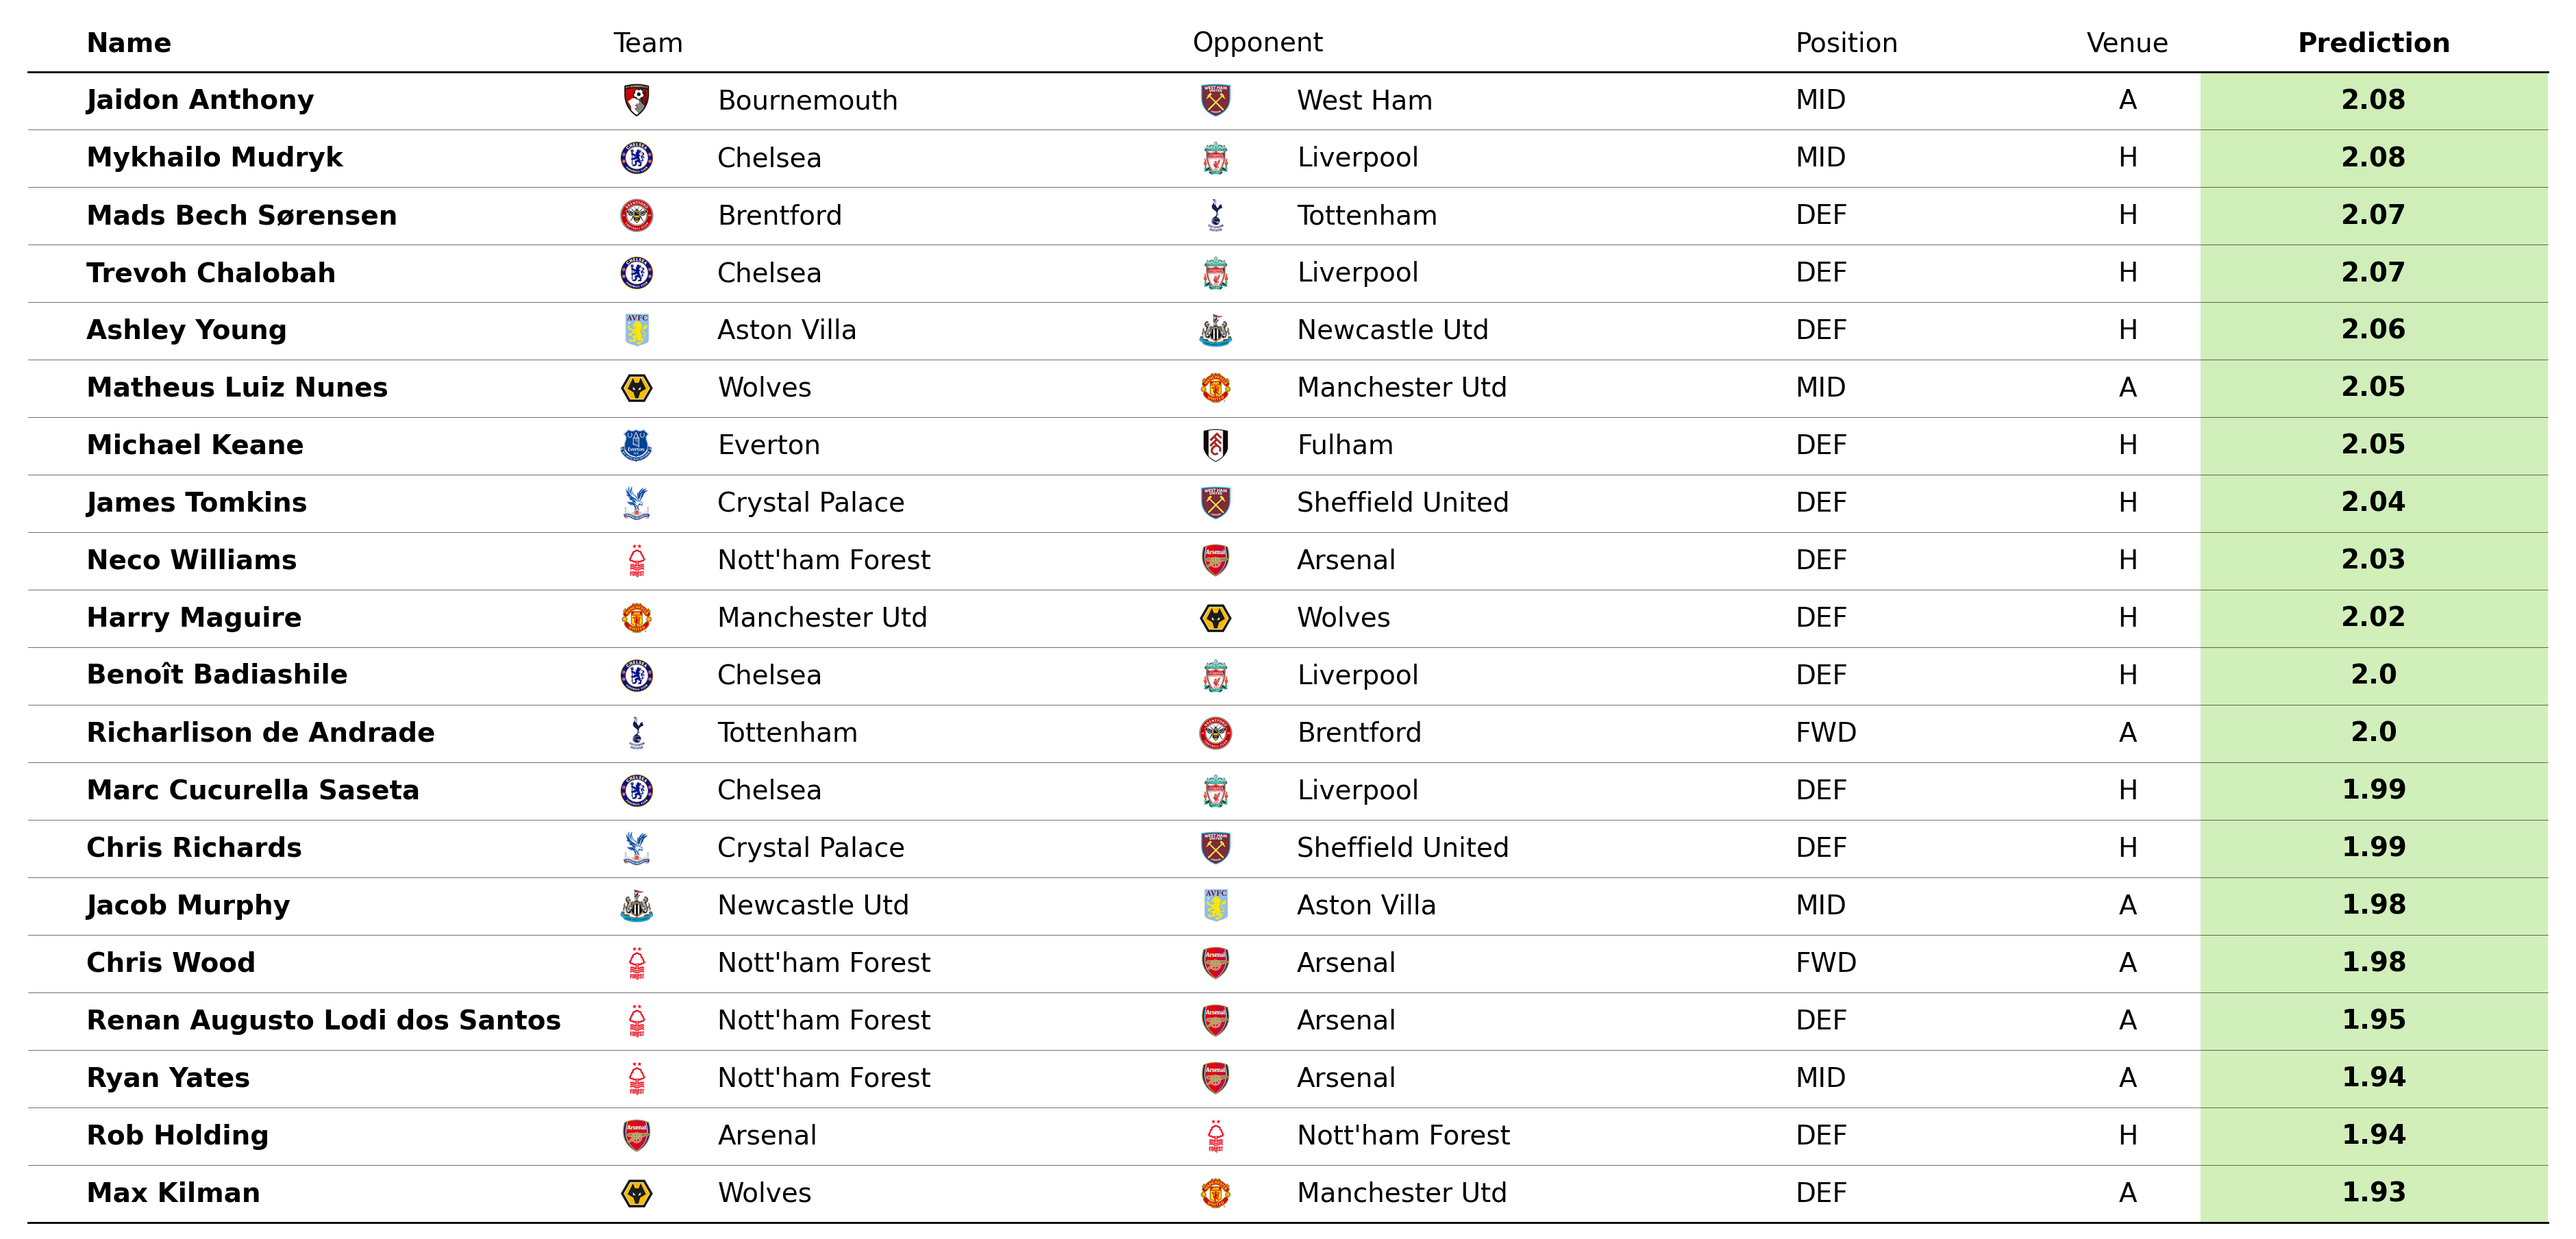 Name Team Opponent Position Venue Prediction
Jaidon Anthony Bournemouth West Ham MID A 2.08
Mykhailo Mudryk Chelsea Liverpool MID H 2.08
Mads Bech Sørensen Brentford Tottenham DEF H 2.07
Trevoh Chalobah Chelsea Liverpool DEF H 2.07
Ashley Young Aston Villa Newcastle Utd DEF H 2.06
Matheus Luiz Nunes Wolves Manchester Utd MID A 2.05
Michael Keane Everton Fulham DEF H 2.05
James Tomkins Crystal Palace Sheffield United DEF H 2.04
Neco Williams Nott'ham Forest Arsenal DEF H 2.03
Harry Maguire Manchester Utd Wolves DEF H 2.02
Benoît Badiashile Chelsea Liverpool DEF H 2.0
Richarlison de Andrade Tottenham Brentford FWD A 2.0
Marc Cucurella Saseta Chelsea Liverpool DEF H 1.99
Chris Richards Crystal Palace Sheffield United DEF H 1.99
Jacob Murphy Newcastle Utd Aston Villa MID A 1.98
Chris Wood Nott'ham Forest Arsenal FWD A 1.98
Renan Augusto Lodi dos Santos Nott'ham Forest Arsenal DEF A 1.95
Ryan Yates Nott'ham Forest Arsenal MID A 1.94
Rob Holding Arsenal Nott'ham Forest DEF H 1.94
Max Kilman Wolves Manchester Utd DEF A 1.93